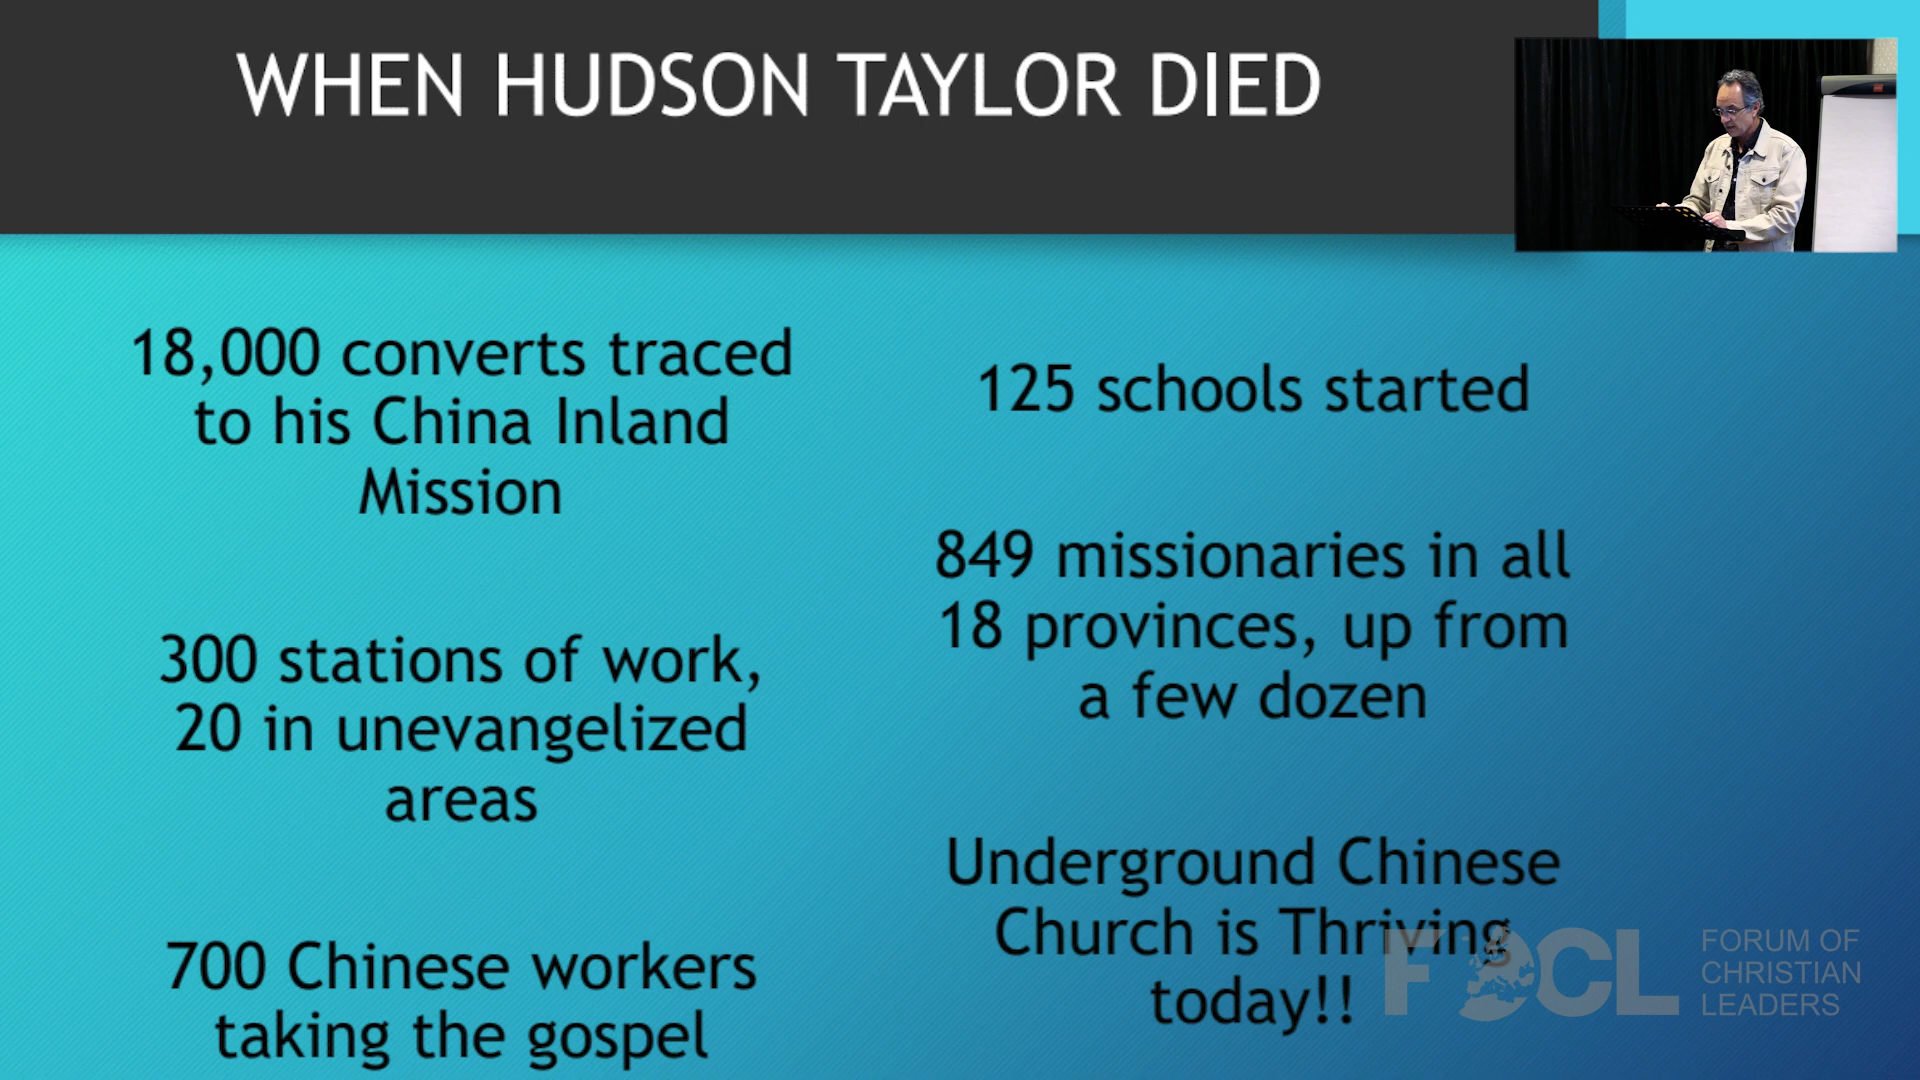 WHEN HUDSON TAYLOR DIED
18,000 converts traced
to his China Inland
Mission
300 stations of work,
20 in unevangelized
areas
700 Chinese workers
taking the gospel
125 schools started
849 missionaries in all
18 provinces, up from
a few dozen
Underground Chinese
Church is Thriving
today!!
FOCL
FORUM OF
CHRISTIAN
LEADERS